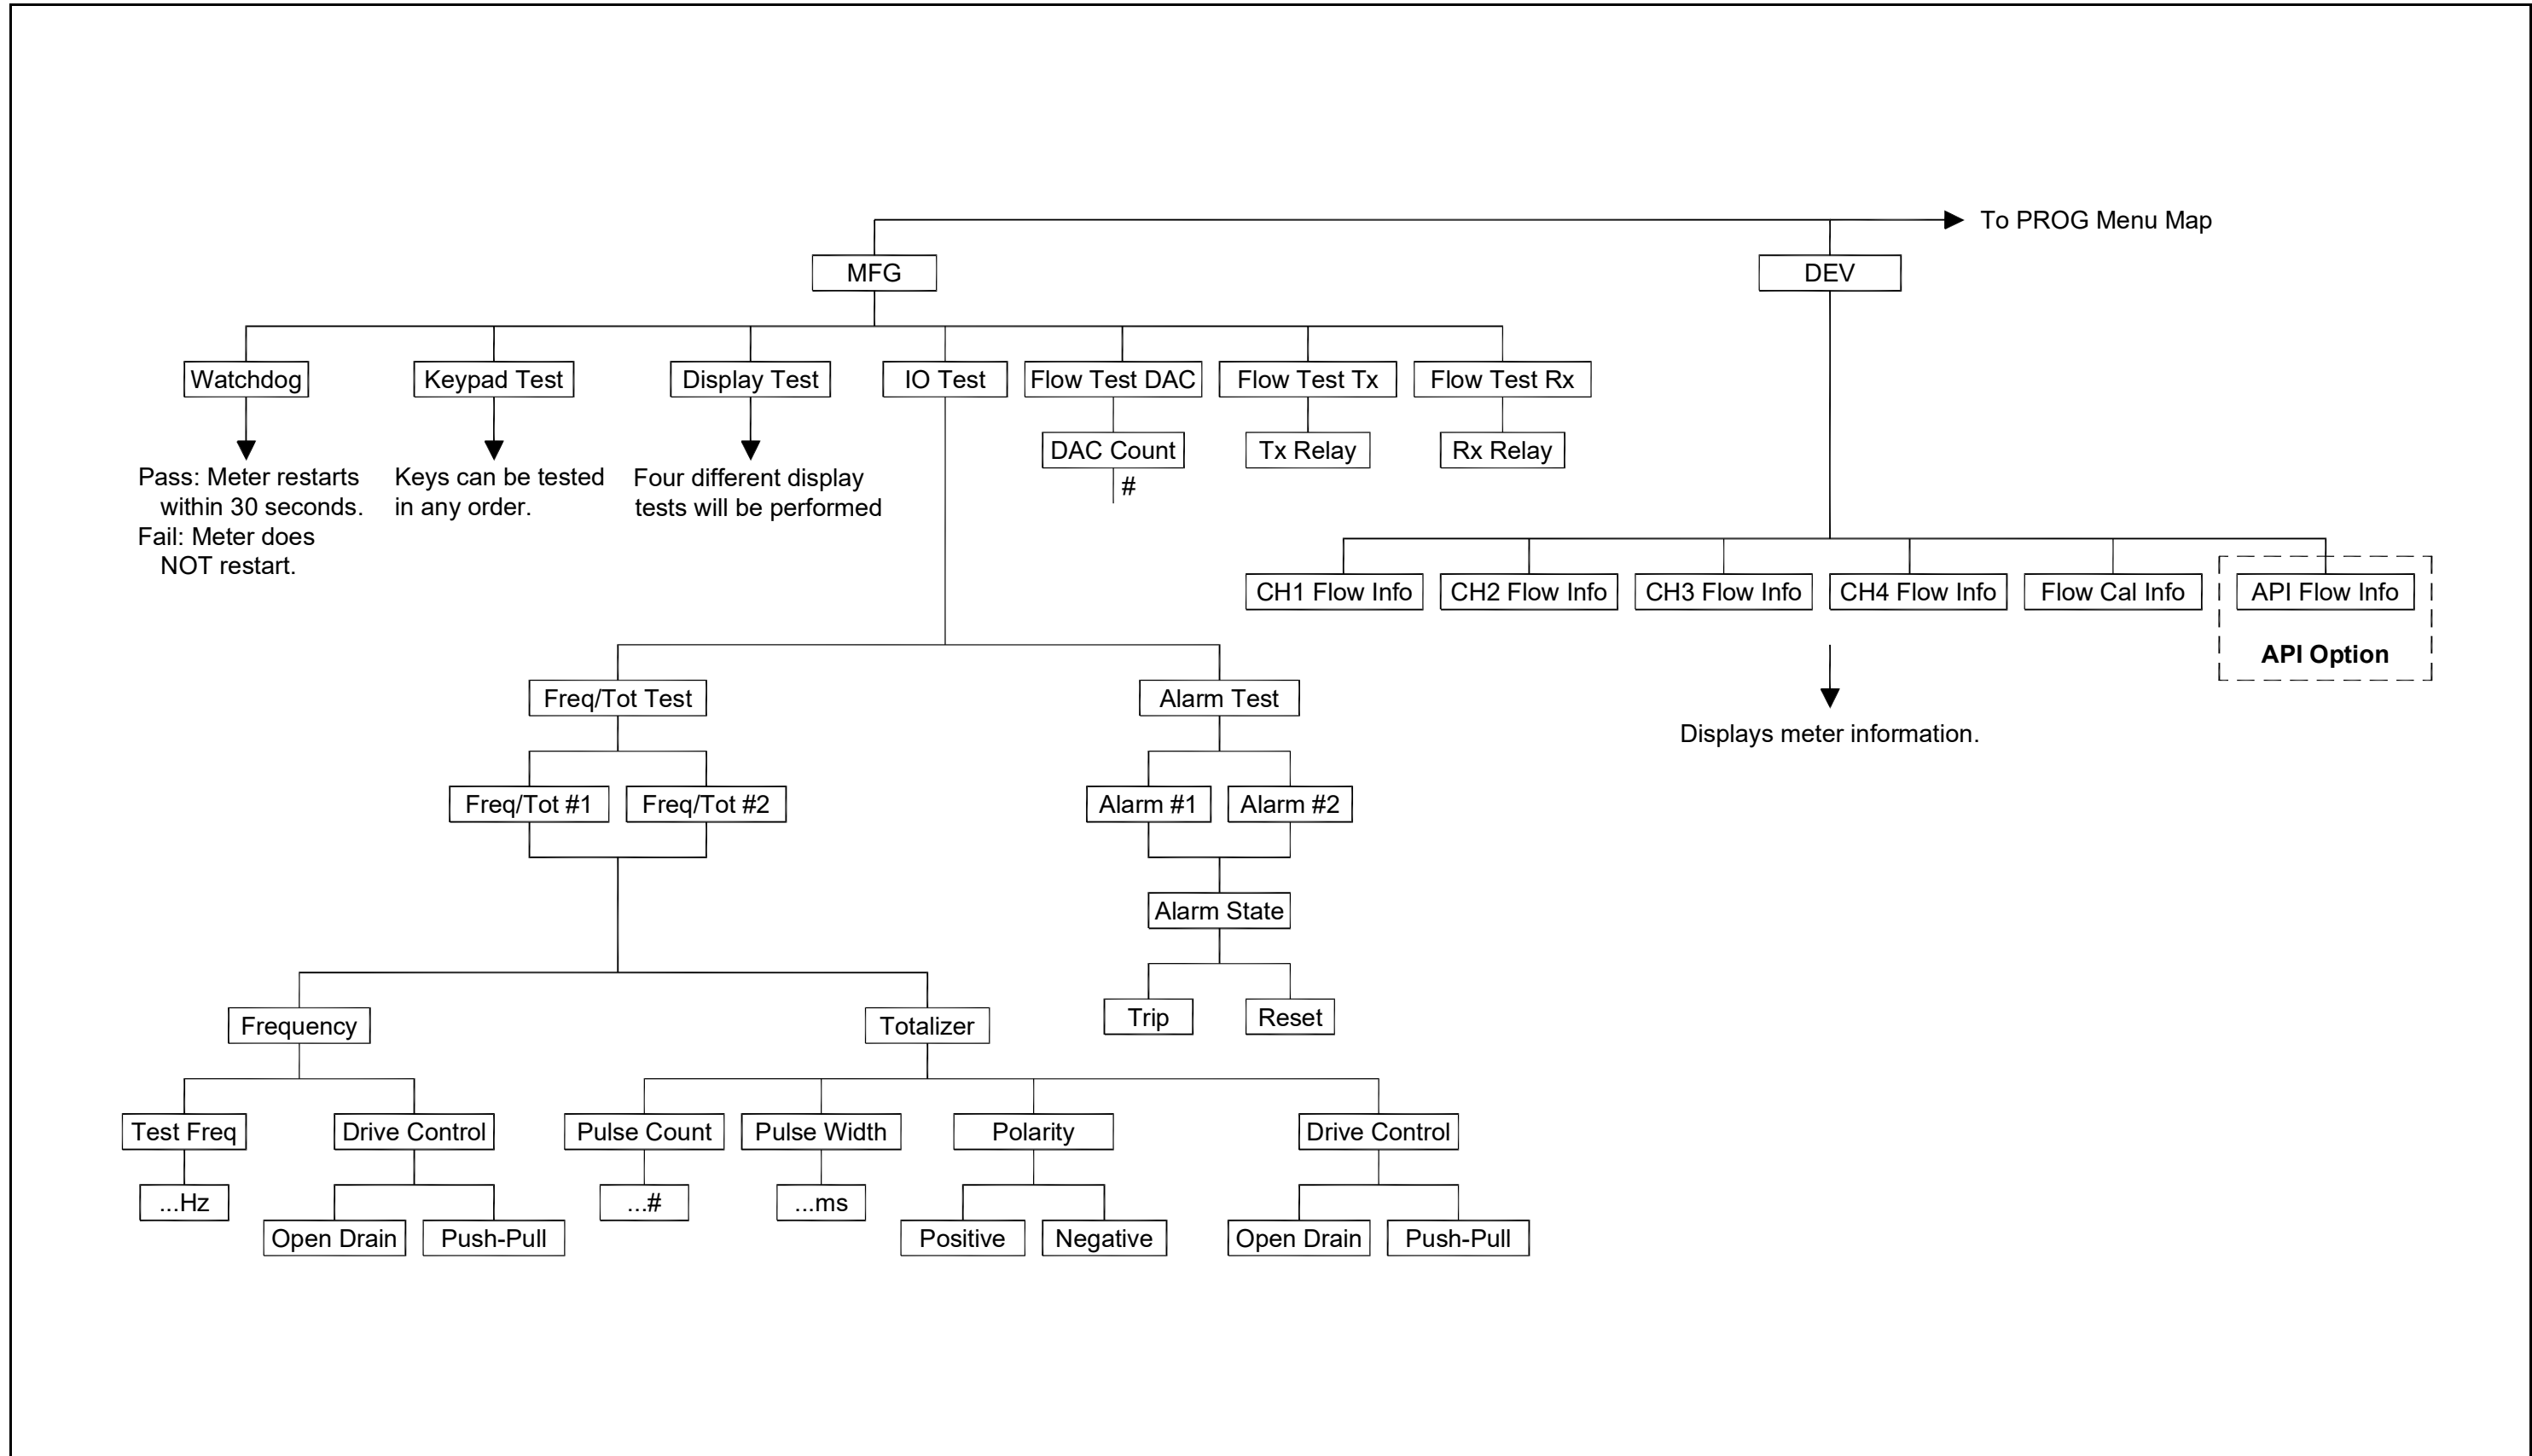 To PROG Menu Map
MFG
DEV
Watchdog
Keypad Test
Display Test
IO Test
Flow Test DAC
Flow Test Tx
Flow Test Rx
DAC Count
Tx Relay
Rx Relay
#
Pass: Meter restarts
within 30 seconds.
Fail: Meter does
NOT restart.
Keys can be tested
in any order.
Four different display
tests will be performed
CH1 Flow Info
CH2 Flow Info
CH3 Flow Info
CH4 Flow Info
Flow Cal Info
API Flow Info
API Option
Displays meter information.
Freq/Tot Test
Alarm Test
Freq/Tot #1
Freq/Tot #2
Alarm #1
Alarm #2
Alarm State
Trip
Reset
Frequency
Totalizer
Test Freq
Drive Control
Pulse Count
Pulse Width
Polarity
Drive Control
...Hz
...#
...ms
Open Drain
Push-Pull
Positive
Negative
Open Drain
Push-Pull